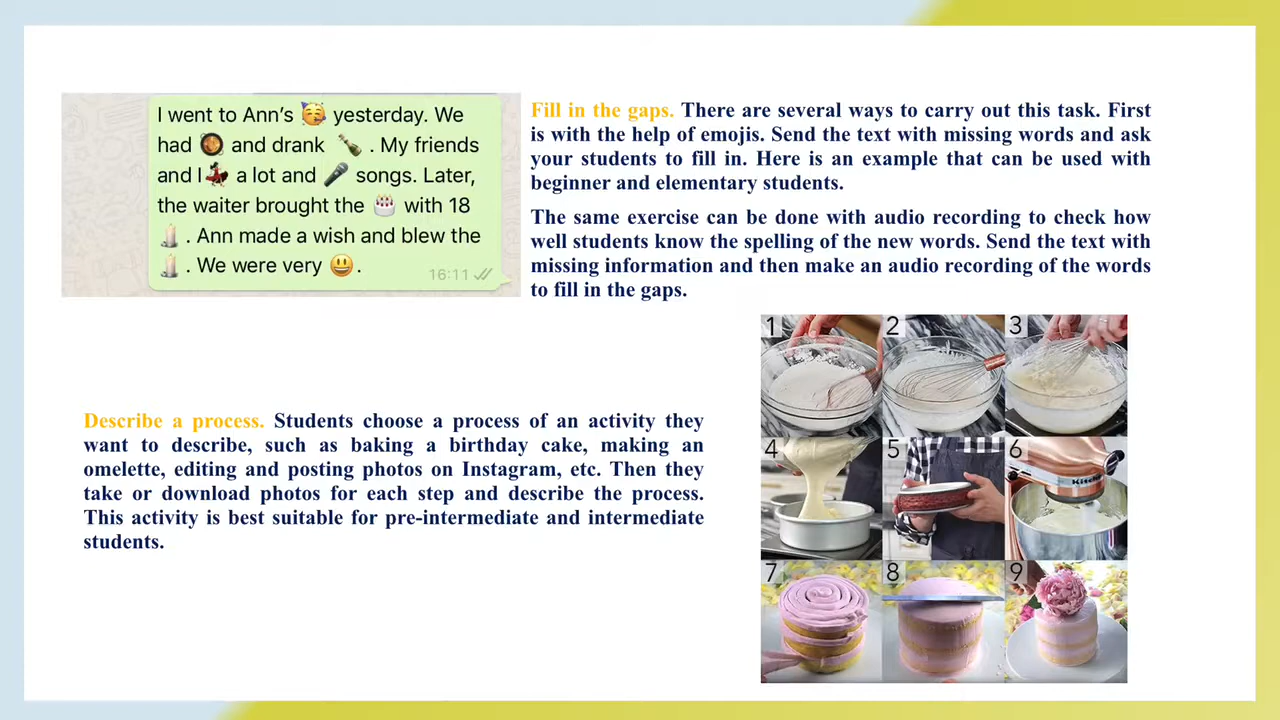 I went to Ann's 🥳 yesterday. We
had 🥘 and drank 🍾 . My friends
and I💃 a lot and 🎤 songs. Later,
the waiter brought the 🎂 with 18
🕯️ . Ann made a wish and blew the
🕯️ . We were very 😃 .
16:11
Fill in the gaps. There are several ways to carry out this task. First
is with the help of emojis. Send the text with missing words and ask
your students to fill in. Here is an example that can be used with
beginner and elementary students.
The same exercise can be done with audio recording to check how
well students know the spelling of the new words. Send the text with
missing information and then make an audio recording of the words
to fill in the gaps.
Describe a process. Students choose a process of an activity they
want to describe, such as baking a birthday cake, making an
omelette, editing and posting photos on Instagram, etc. Then they
take or download photos for each step and describe the process.
This activity is best suitable for pre-intermediate and intermediate
students.
1 2 3
4 5 6
7 8 9